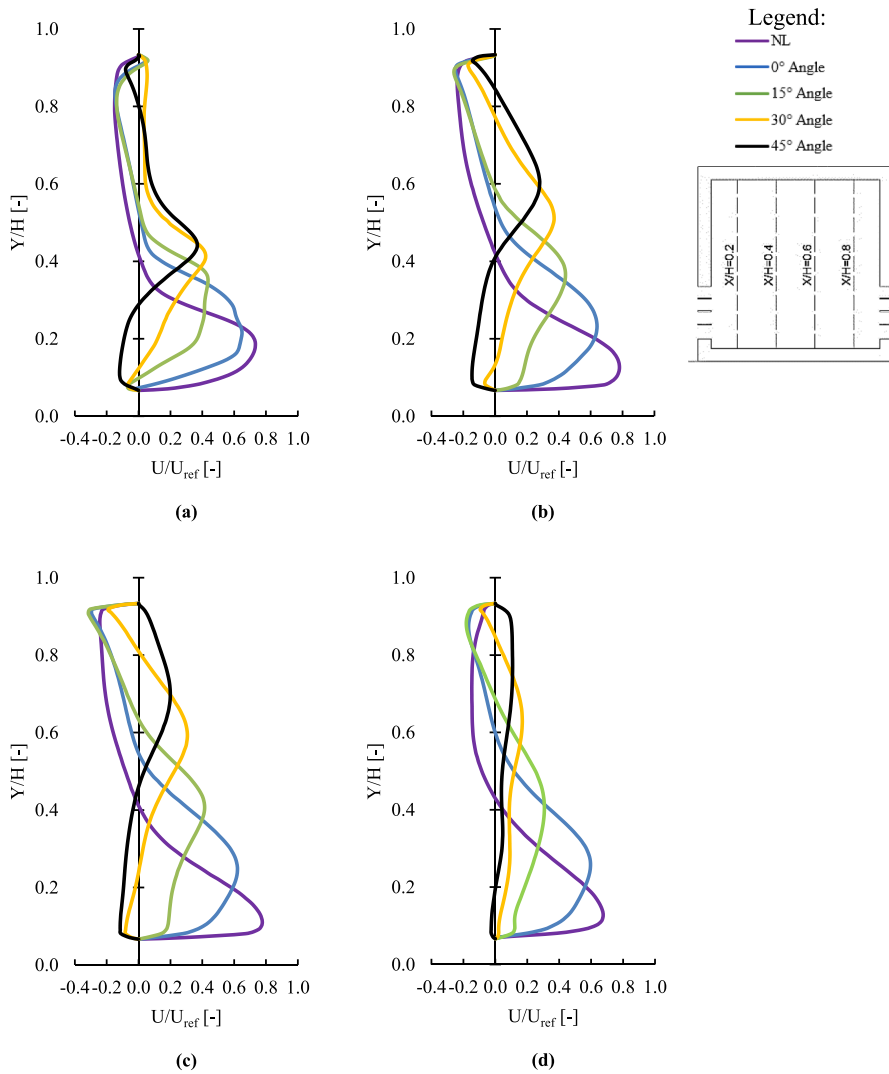 Legend:
NL
0° Angle
15° Angle
30° Angle
45° Angle
X/H=0.2
X/H=0.4
X/H=0.6
X/H=0.8
Y/H [-]
1.0
0.8
0.6
0.4
0.2
0.0
-0.4 -0.2 0.0 0.2 0.4 0.6 0.8 1.0
U/Uref [-]
(a)
Y/H [-]
1.0
0.8
0.6
0.4
0.2
0.0
-0.4 -0.2 0.0 0.2 0.4 0.6 0.8 1.0
U/Uref [-]
(b)
Y/H [-]
1.0
0.8
0.6
0.4
0.2
0.0
-0.4 -0.2 0.0 0.2 0.4 0.6 0.8 1.0
U/Uref [-]
(c)
Y/H [-]
1.0
0.8
0.6
0.4
0.2
0.0
-0.4 -0.2 0.0 0.2 0.4 0.6 0.8 1.0
U/Uref [-]
(d)